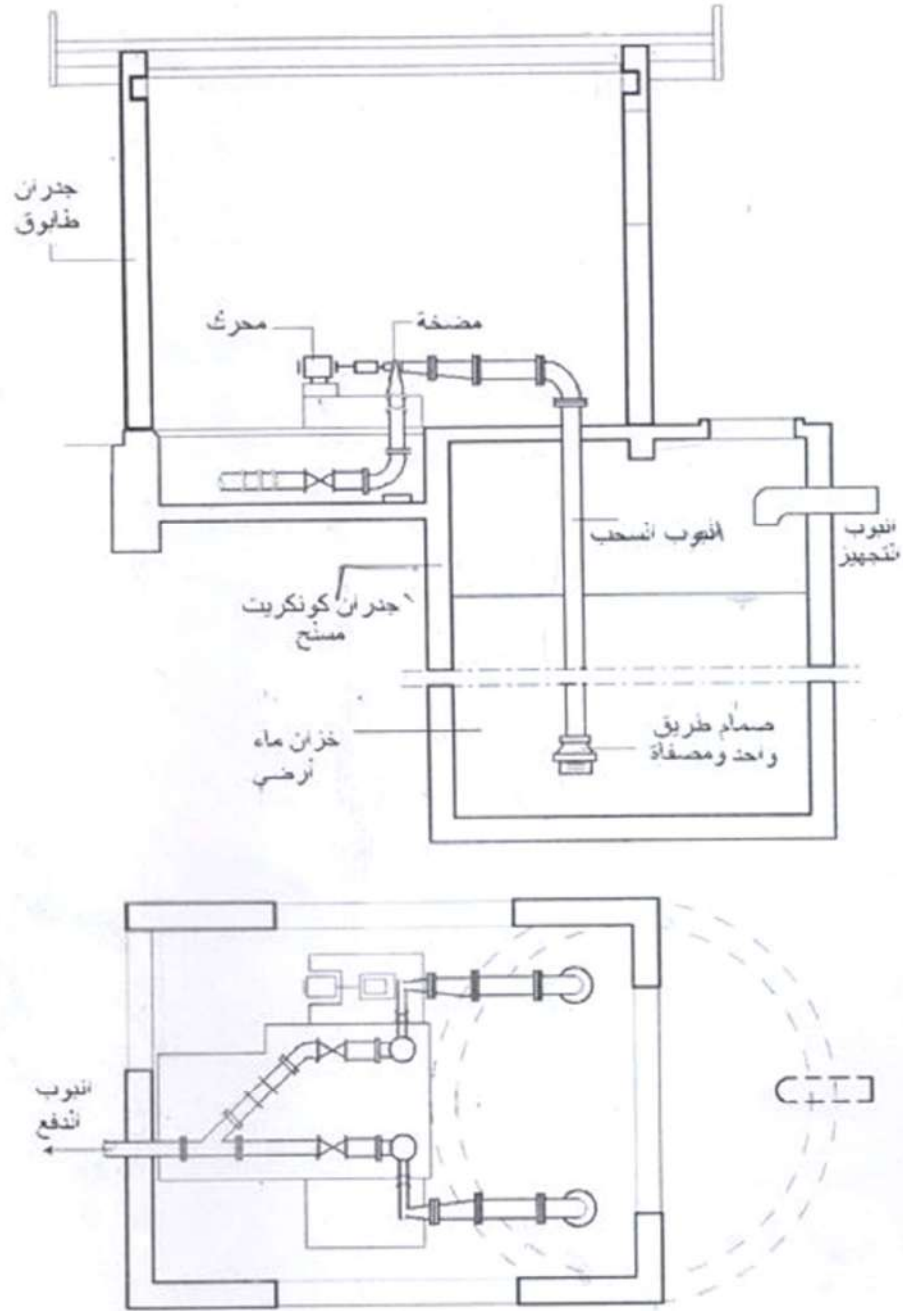 جدران
طابوق
محرك
مضخة
انبوب السحب
انبوب
التجهيز
جدران كونكريت
مسلح
خزان ماء
أرضي
صمام طريق
واحد ومصفاة
انبوب
الدفع